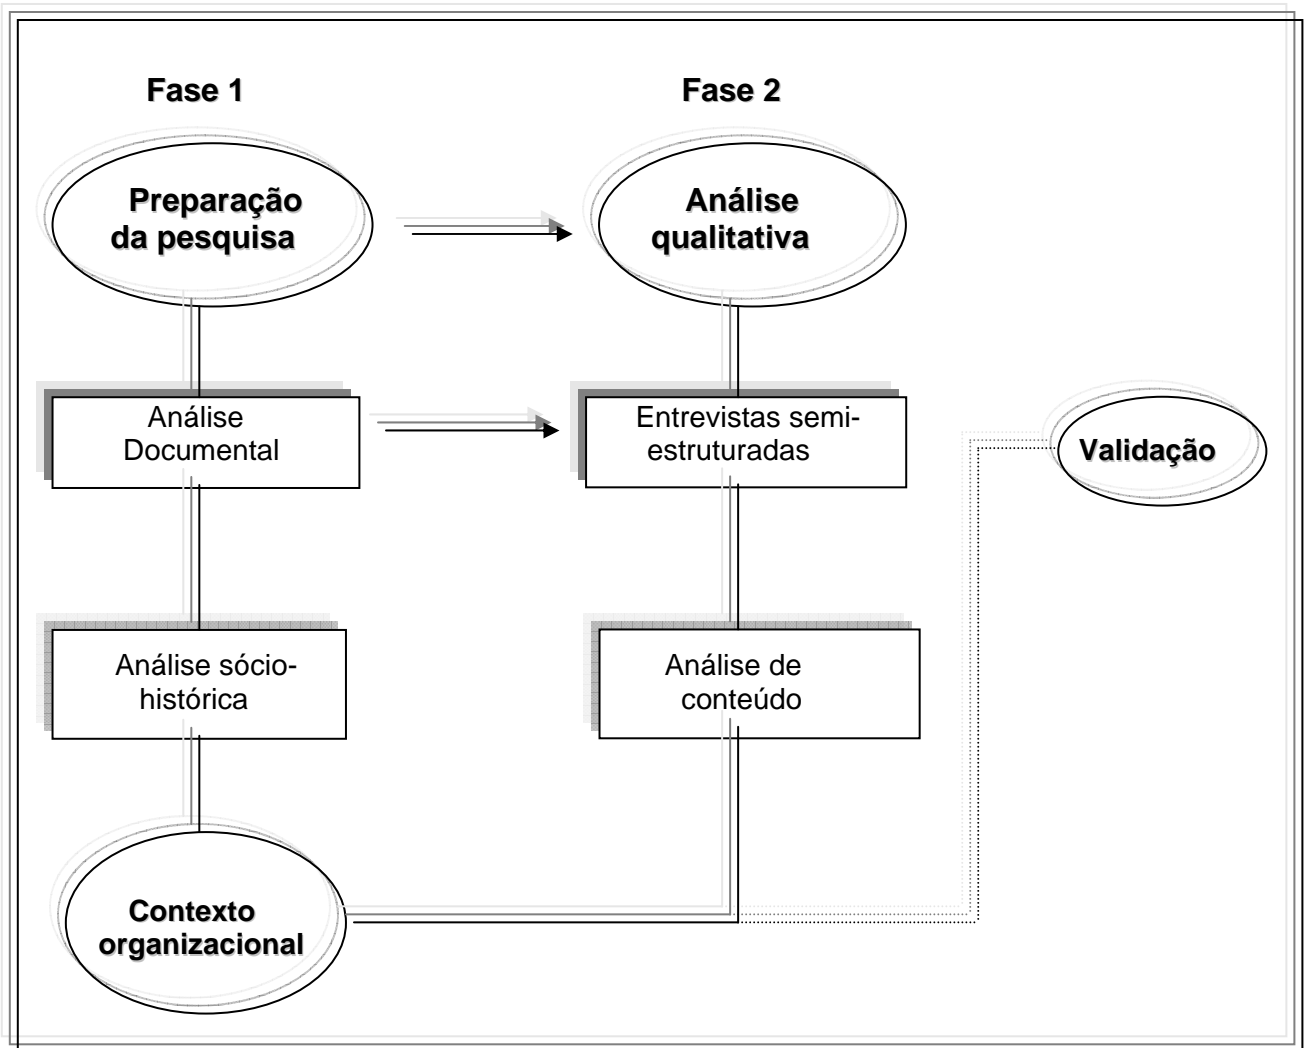 Fase 1
Fase 2
Preparação
da pesquisa
Análise
qualitativa
Análise
Documental
Entrevistas semi-
estruturadas
Validação
Análise sócio-
histórica
Análise de
conteúdo
Contexto
organizacional